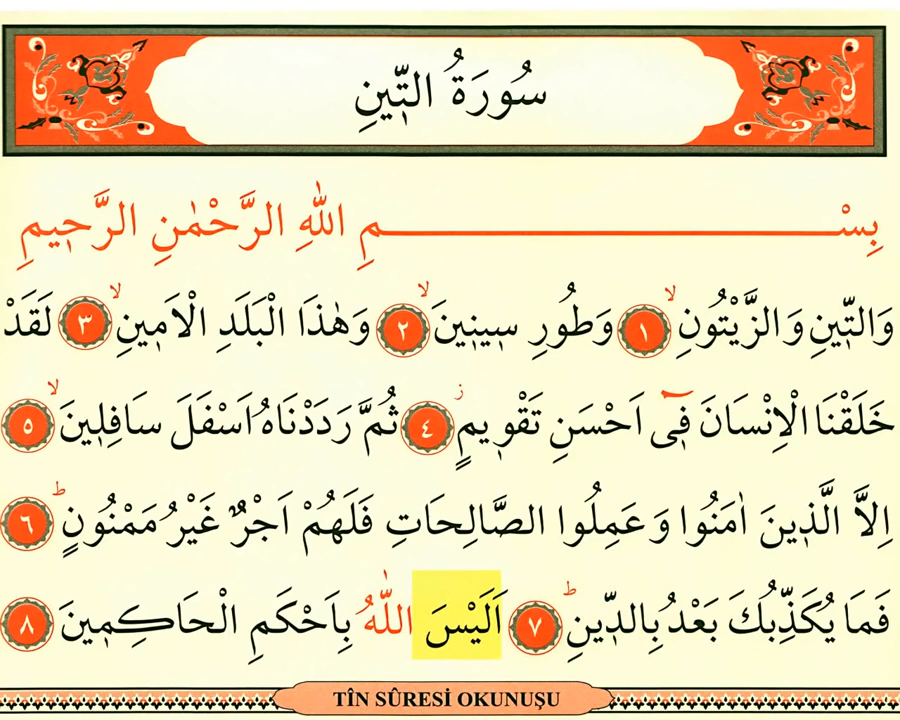 سُورَةُ التّ۪ينِ
بِسْمِ اللّٰهِ الرَّحْمٰنِ الرَّح۪يمِ
وَالتّ۪ينِ وَالزَّيْتُونِۙ ﴿١﴾ وَطُورِ س۪ين۪ينَۙ ﴿٢﴾ وَهٰذَا الْبَلَدِ الْاَم۪ينِۙ ﴿٣﴾ لَقَدْ
خَلَقْنَا الْاِنْسَانَ ف۪ٓى اَحْسَنِ تَقْو۪يمٍۘ ﴿٤﴾ ثُمَّ رَدَدْنَاهُ اَسْفَلَ سَافِل۪ينَۙ ﴿٥﴾
اِلَّا الَّذ۪ينَ اٰمَنُوا وَعَمِلُوا الصَّالِحَاتِ فَلَهُمْ اَجْرٌ غَيْرُ مَمْنُونٍۜ ﴿٦﴾
فَمَا يُكَذِّبُكَ بَعْدُ بِالدّ۪ينِۜ ﴿٧﴾ اَلَيْسَ اللّٰهُ بِاَحْكَمِ الْحَاكِم۪ينَ ﴿٨﴾
TÎN SÛRESİ OKUNUŞU